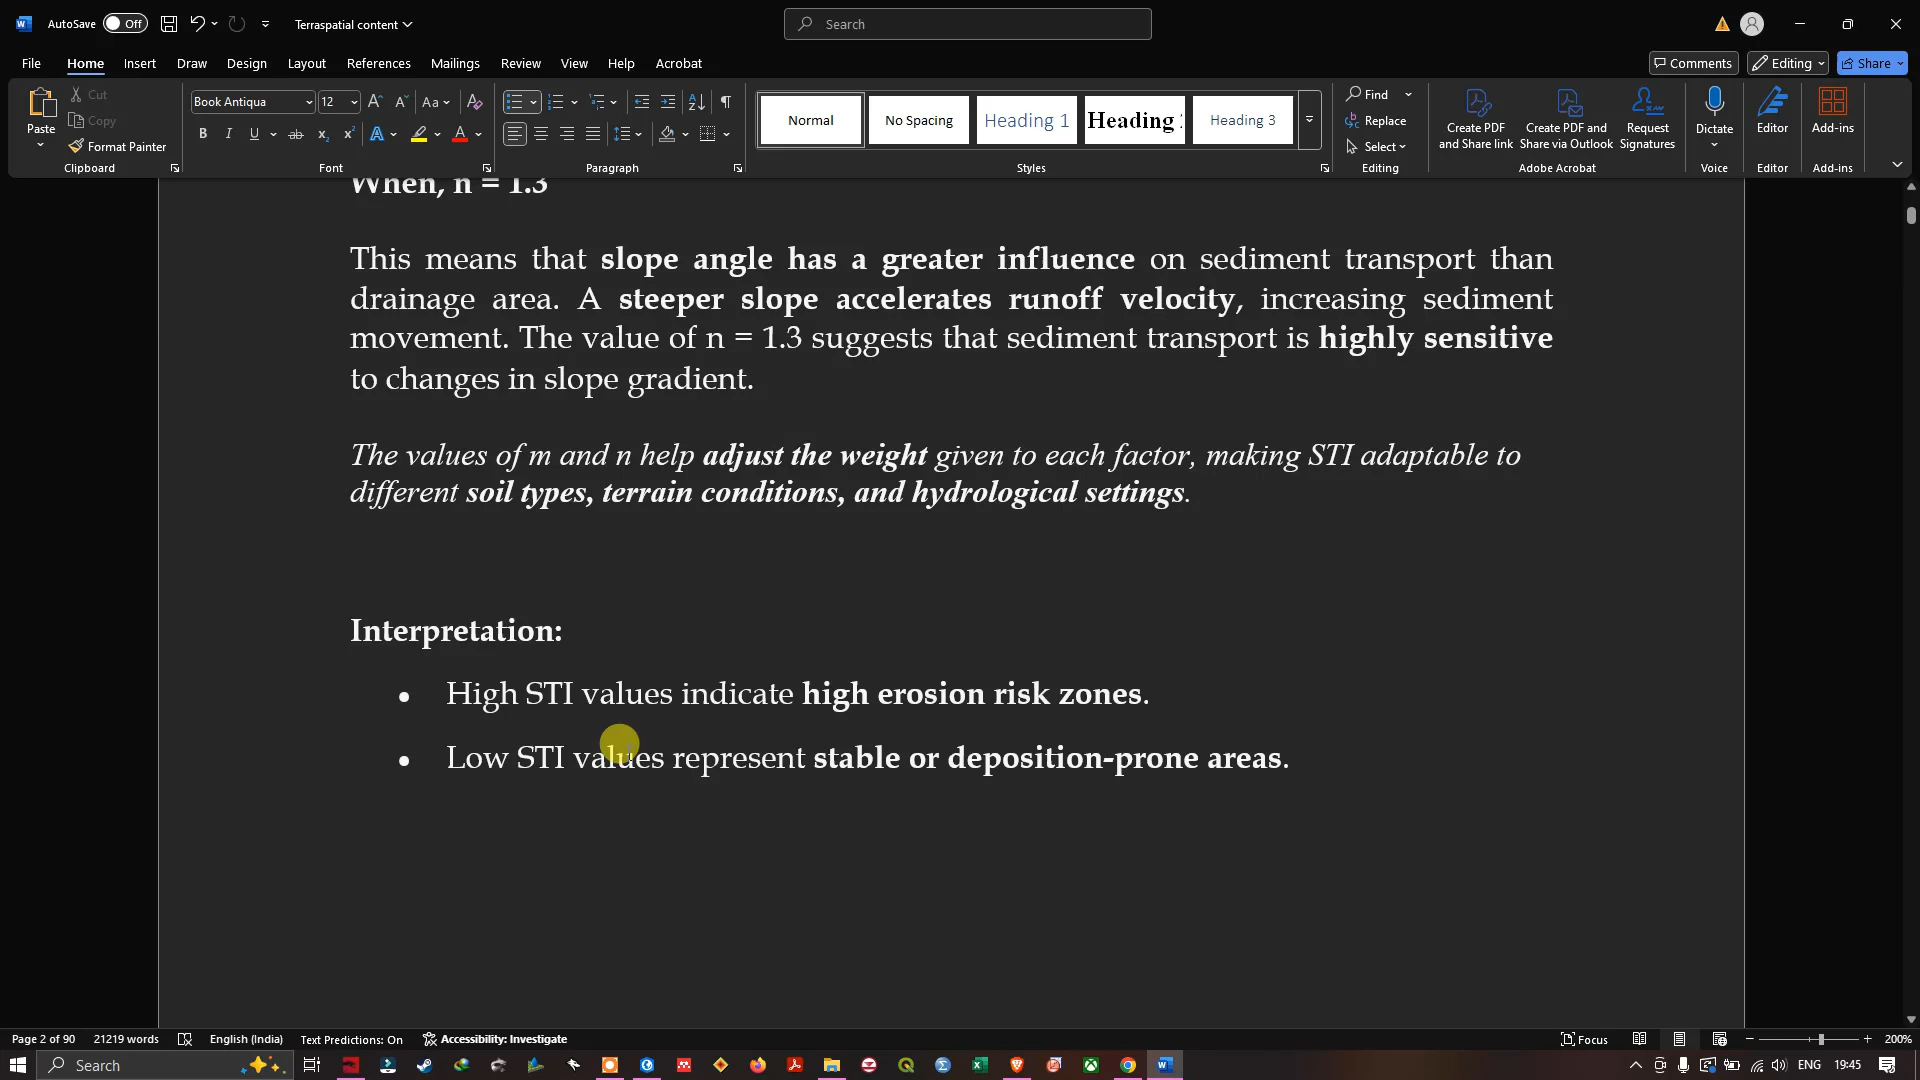 AutoSave Off Terraspatial content Search
File Home Insert Draw Design Layout References Mailings Review View Help Acrobat Comments Editing Share
Paste Cut Copy Format Painter Clipboard
Book Antiqua 12 Font
Paragraph
Normal No Spacing Heading 1 Heading Heading 3 Styles
Find Replace Select Editing
Create PDF and Share link Create PDF and Share via Outlook Request Signatures Adobe Acrobat
Dictate Voice Editor Editor Add-ins Add-ins
When, n = 1.3
This means that slope angle has a greater influence on sediment transport than
drainage area. A steeper slope accelerates runoff velocity, increasing sediment
movement. The value of n = 1.3 suggests that sediment transport is highly sensitive
to changes in slope gradient.
The values of m and n help adjust the weight given to each factor, making STI adaptable to
different soil types, terrain conditions, and hydrological settings.
Interpretation:
• High STI values indicate high erosion risk zones.
• Low STI values represent stable or deposition-prone areas.
Page 2 of 90 21219 words English (India) Text Predictions: On Accessibility: Investigate Focus 200%
Search ENG 19:45